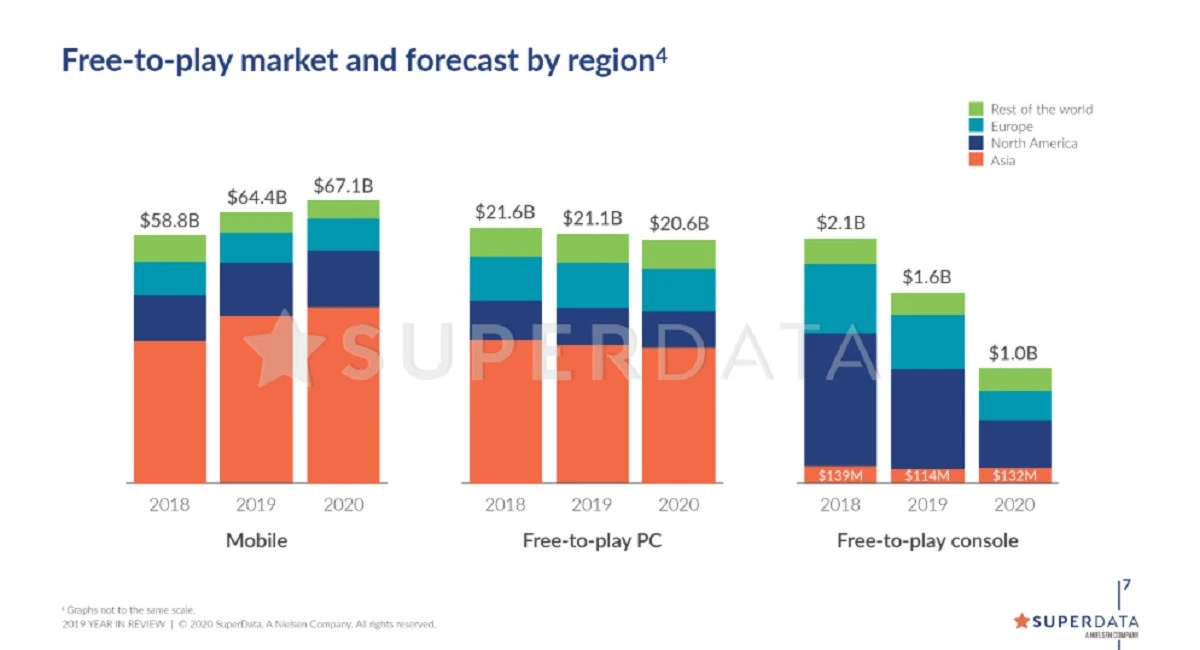 Free-to-play market and forecast by region⁴
Rest of the world
Europe
North America
Asia
$58.8B
$64.4B
$67.1B
$21.6B
$21.1B
$20.6B
$2.1B
$1.6B
$1.0B
SUPERDATA
$139M
$114M
$132M
2018 2019 2020
2018 2019 2020
2018 2019 2020
Mobile
Free-to-play PC
Free-to-play console
⁴ Graphs not to the same scale.
2019 YEAR IN REVIEW | © 2020 SuperData, A Nielsen Company. All rights reserved.
7
SUPERDATA
A NIELSEN COMPANY